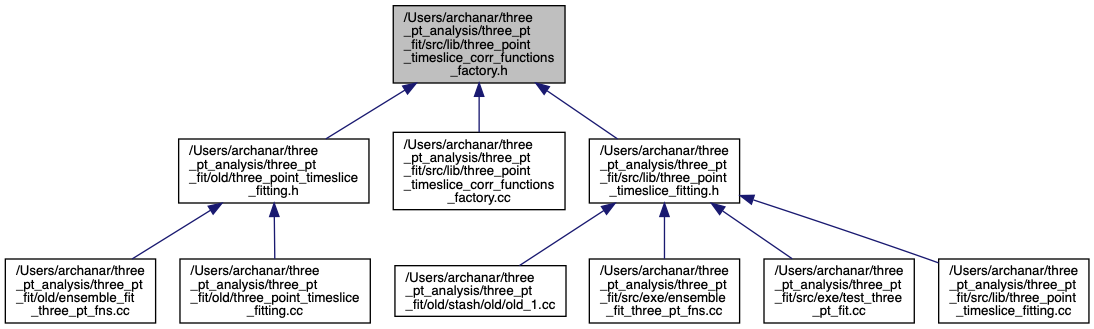 /Users/archanar/three
_pt_analysis/three_pt
_fit/src/lib/three_point
_timeslice_corr_functions
_factory.h
/Users/archanar/three
_pt_analysis/three_pt
_fit/old/three_point_timeslice
_fitting.h
/Users/archanar/three
_pt_analysis/three_pt
_fit/src/lib/three_point
_timeslice_corr_functions
_factory.cc
/Users/archanar/three
_pt_analysis/three_pt
_fit/src/lib/three_point
_timeslice_fitting.h
/Users/archanar/three
_pt_analysis/three_pt
_fit/old/ensemble_fit
_three_pt_fns.cc
/Users/archanar/three
_pt_analysis/three_pt
_fit/old/three_point_timeslice
_fitting.cc
/Users/archanar/three
_pt_analysis/three_pt
_fit/old/stash/old/old_1.cc
/Users/archanar/three
_pt_analysis/three_pt
_fit/src/exe/ensemble
_fit_three_pt_fns.cc
/Users/archanar/three
_pt_analysis/three_pt
_fit/src/exe/test_three
_pt_fit.cc
/Users/archanar/three
_pt_analysis/three_pt
_fit/src/lib/three_point
_timeslice_fitting.cc